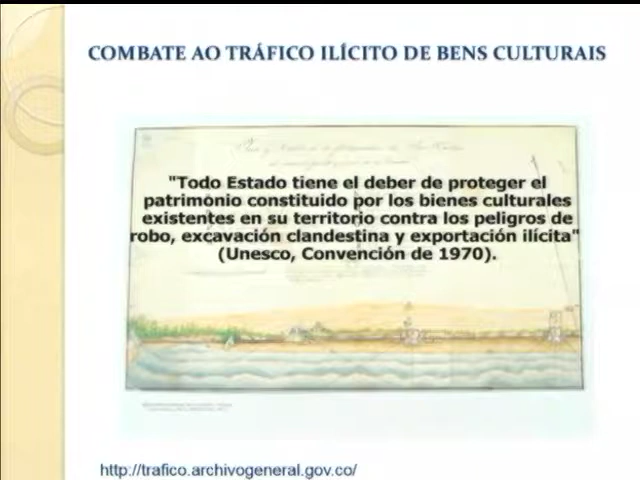 COMBATE AO TRÁFICO ILÍCITO DE BENS CULTURAIS
"Todo Estado tiene el deber de proteger el
patrimonio constituido por los bienes culturales
existentes en su territorio contra los peligros de
robo, excavación clandestina y exportación ilícita"
(Unesco, Convención de 1970).
http://trafico.archivogeneral.gov.co/